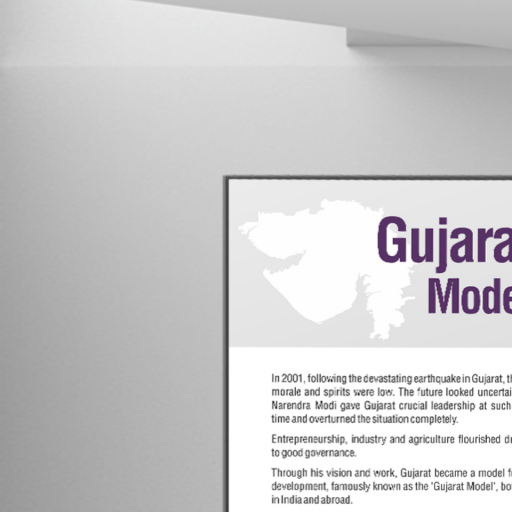 Gujara
Mode
In 2001, following the devastating earthquake in Gujarat, th
morale and spirits were low. The future looked uncertai
Narendra Modi gave Gujarat crucial leadership at such
time and overturned the situation completely.
Entrepreneurship, industry and agriculture flourished d
to good governance.
Through his vision and work, Gujarat became a model f
development, famously known as the 'Gujarat Model', bo
in India and abroad.